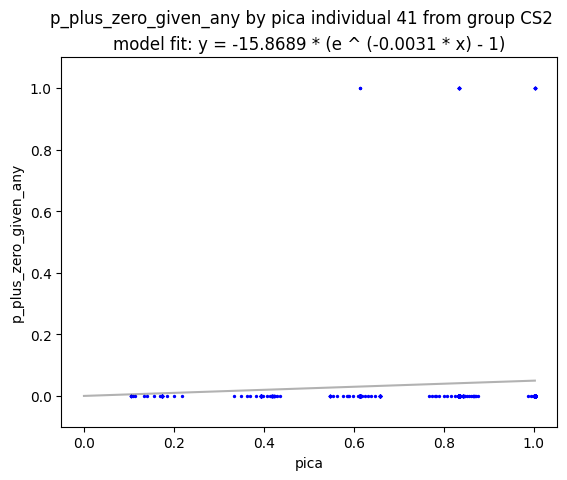 p_plus_zero_given_any by pica individual 41 from group CS2
model fit: y = -15.8689 * (e ^ (-0.0031 * x) - 1)
1.0
0.8
0.6
0.4
0.2
0.0
p_plus_zero_given_any
0.0 0.2 0.4 0.6 0.8 1.0
pica